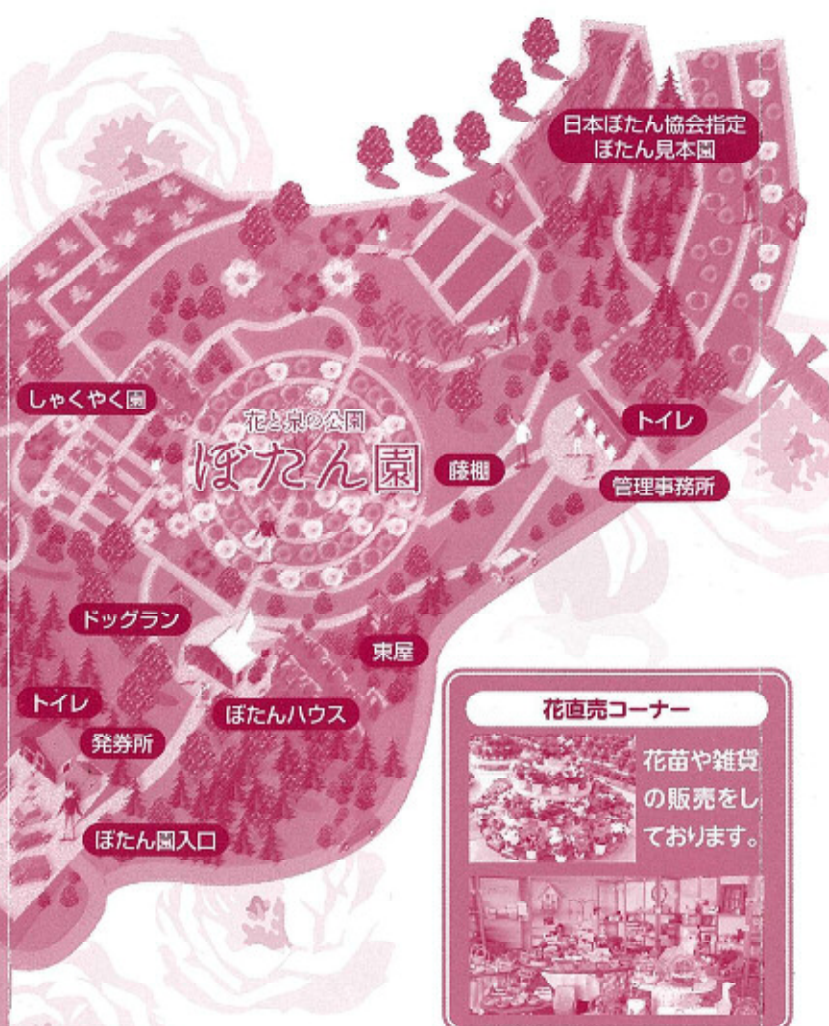 日本ぼたん協会指定
ぼたん見本園
しゃくやく園
花と泉の公園
ぼたん園
藤棚
トイレ
管理事務所
ドッグラン
東屋
トイレ
ぼたんハウス
発券所
ぼたん園入口
花直売コーナー
花苗や雑貨
の販売をし
ております。